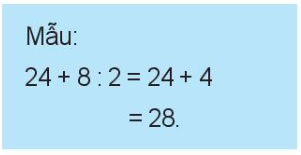 Mẫu:
24 + 8 : 2 = 24 + 4
= 28.